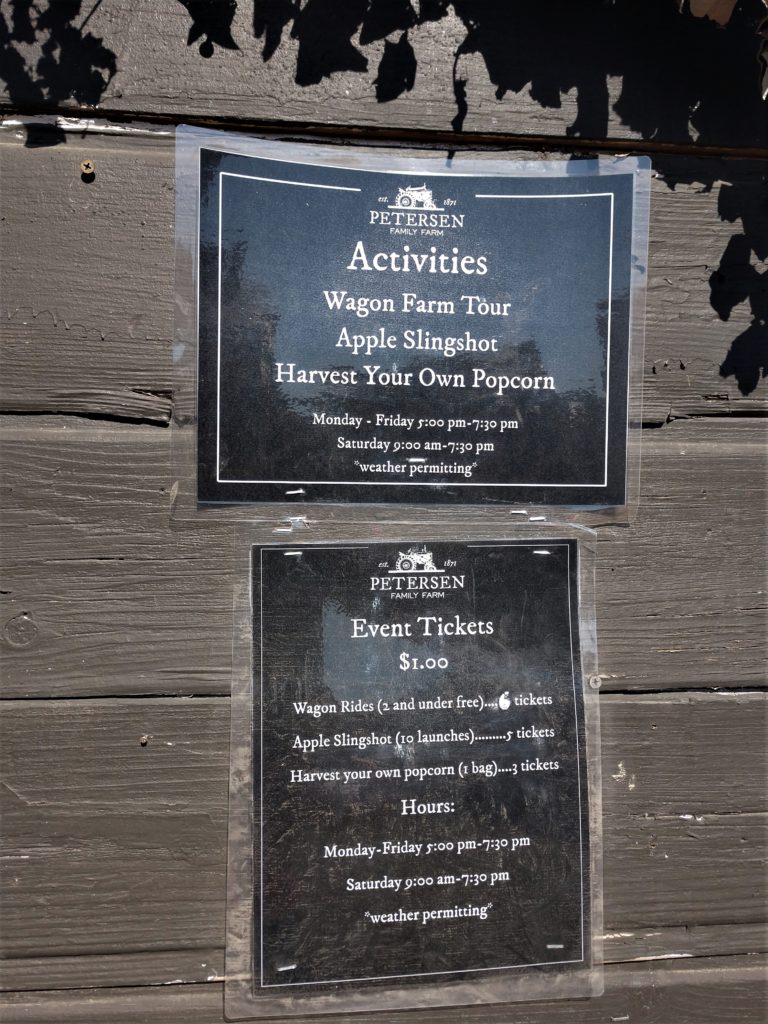 est. 1871
PETERSEN
FAMILY FARM
Activities
Wagon Farm Tour
Apple Slingshot
Harvest Your Own Popcorn
Monday - Friday 5:00 pm-7:30 pm
Saturday 9:00 am-7:30 pm
*weather permitting*
est. 1871
PETERSEN
FAMILY FARM
Event Tickets
$1.00
Wagon Rides (2 and under free).... tickets
Apple Slingshot (10 launches).........5 tickets
Harvest your own popcorn (1 bag)....3 tickets
Hours:
Monday-Friday 5:00 pm-7:30 pm
Saturday 9:00 am-7:30 pm
*weather permitting*